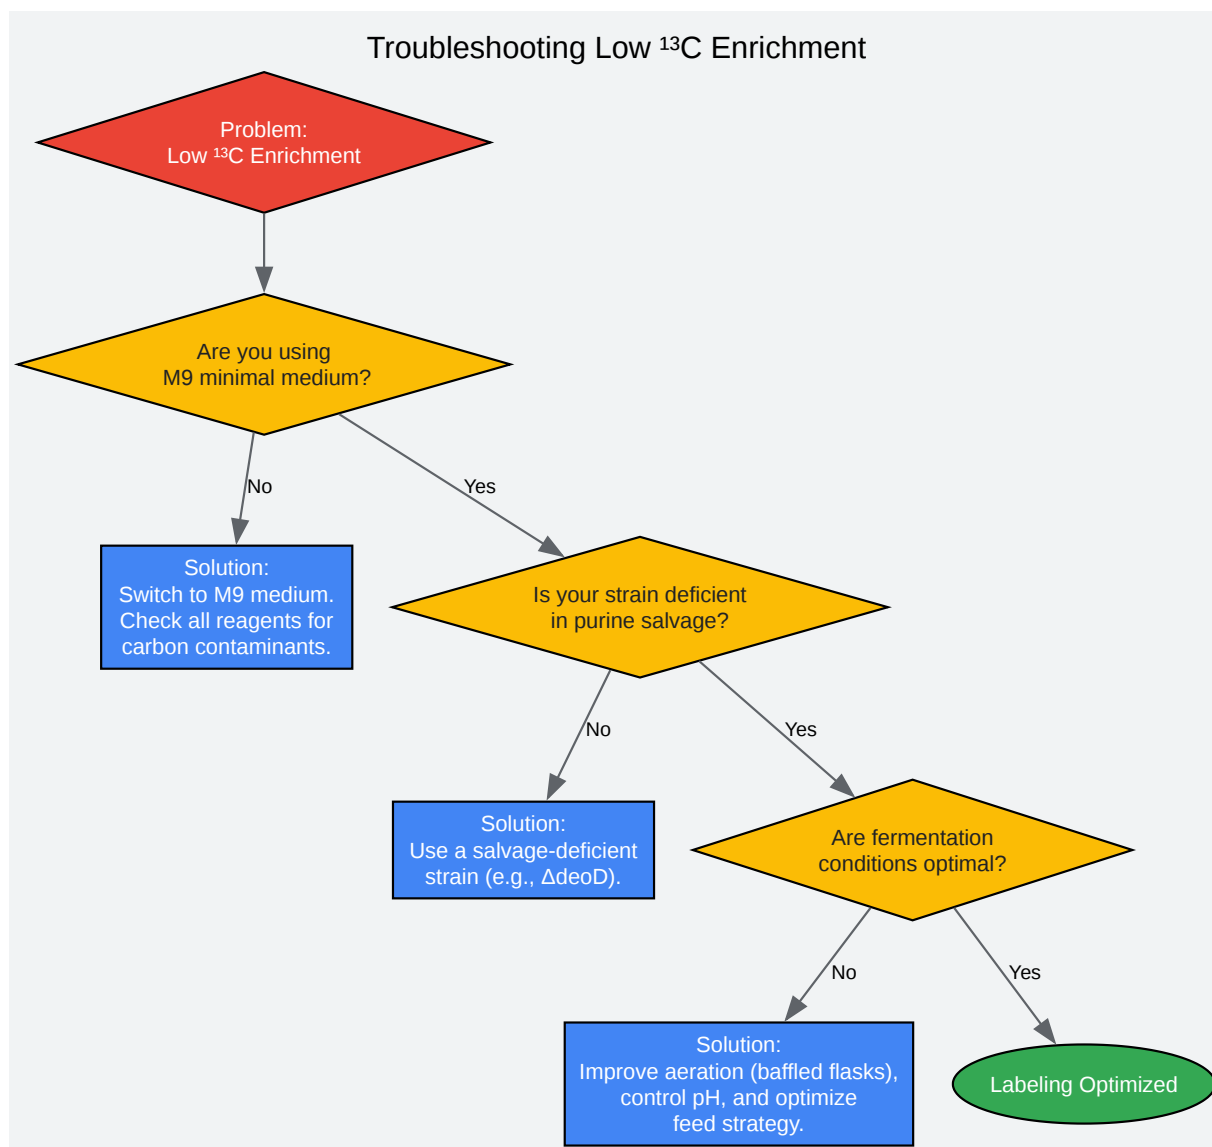 Troubleshooting Low ¹³C Enrichment
Problem:
Low ¹³C Enrichment
Are you using
M9 minimal medium?
No
Yes
Solution:
Switch to M9 medium.
Check all reagents for
carbon contaminants.
Is your strain deficient
in purine salvage?
No
Yes
Solution:
Use a salvage-deficient
strain (e.g., ΔdeoD).
Are fermentation
conditions optimal?
No
Yes
Solution:
Improve aeration (baffled flasks),
control pH, and optimize
feed strategy.
Labeling Optimized